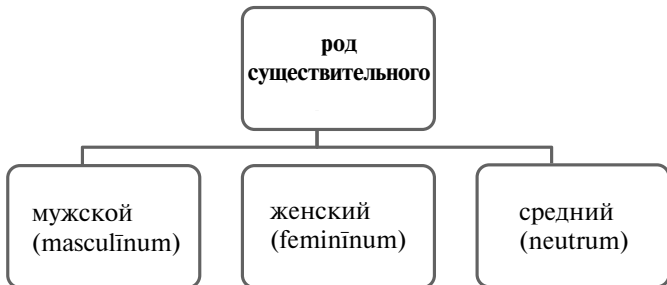 род
существительного
мужской
(masculīnum)
женский
(feminīnum)
средний
(neutrum)